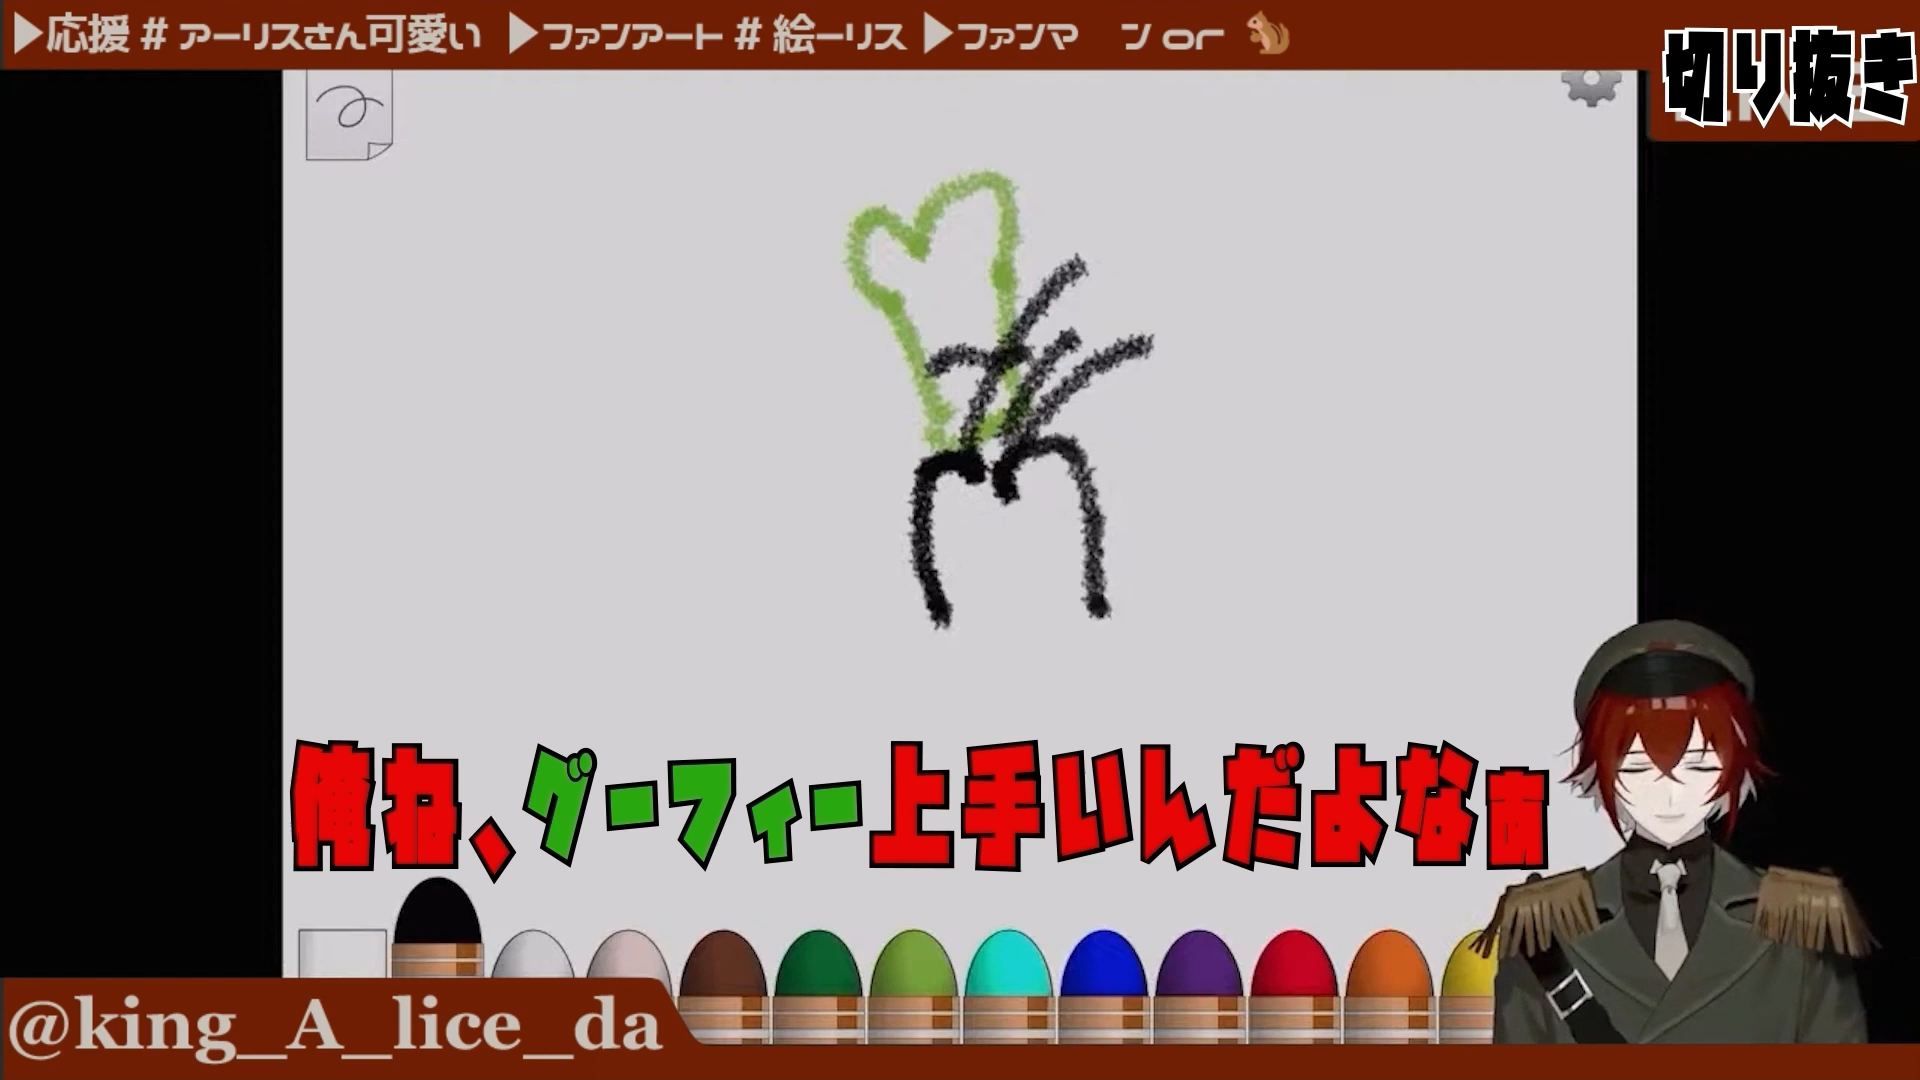 ▶応援 # アーリスさん可愛い ▶ファンアート # 絵ーリス ▶ファンマ ン or 🐿
切り抜き
俺ね、グーフィー上手いんだよなぁ
@king_A_lice_da